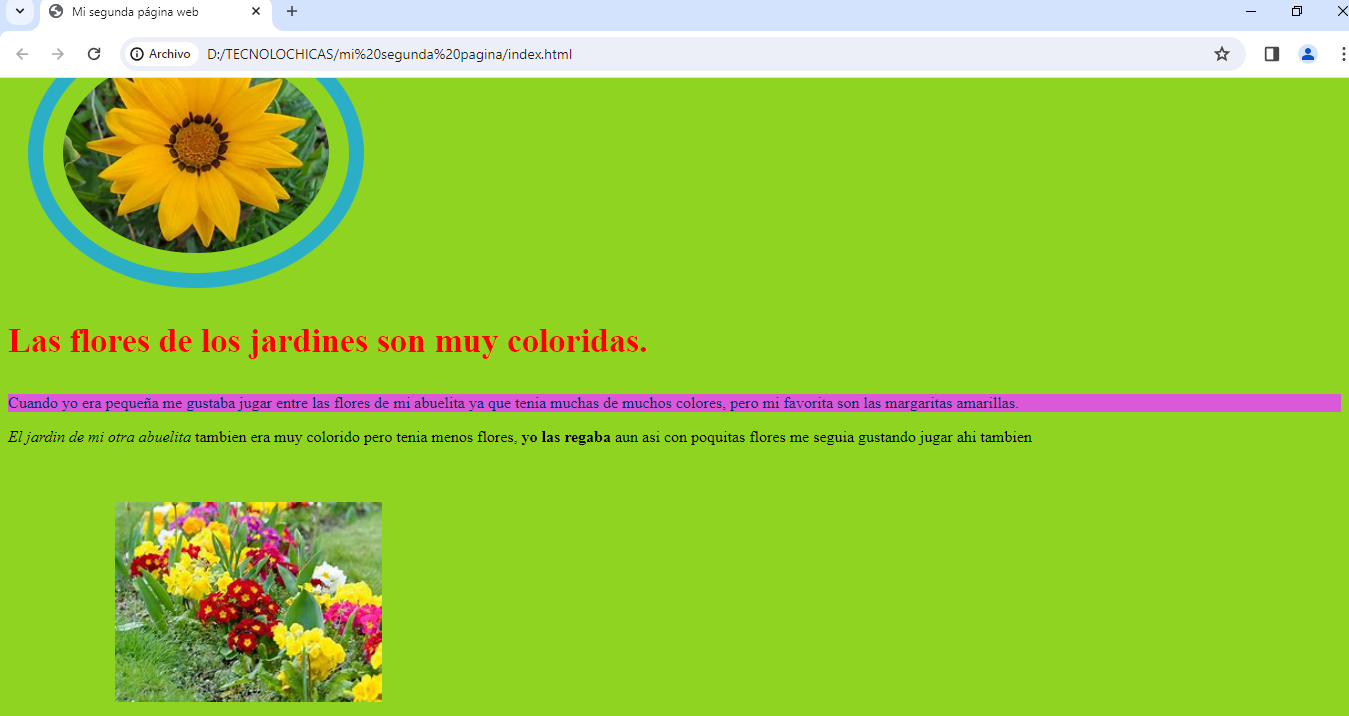 Mi segunda página web
Archivo
D:/TECNOLOCHICAS/mi%20segunda%20pagina/index.html
Las flores de los jardines son muy coloridas.
Cuando yo era pequeña me gustaba jugar entre las flores de mi abuelita ya que tenia muchas de muchos colores, pero mi favorita son las margaritas amarillas.
El jardin de mi otra abuelita tambien era muy colorido pero tenia menos flores, yo las regaba aun asi con poquitas flores me seguia gustando jugar ahi tambien